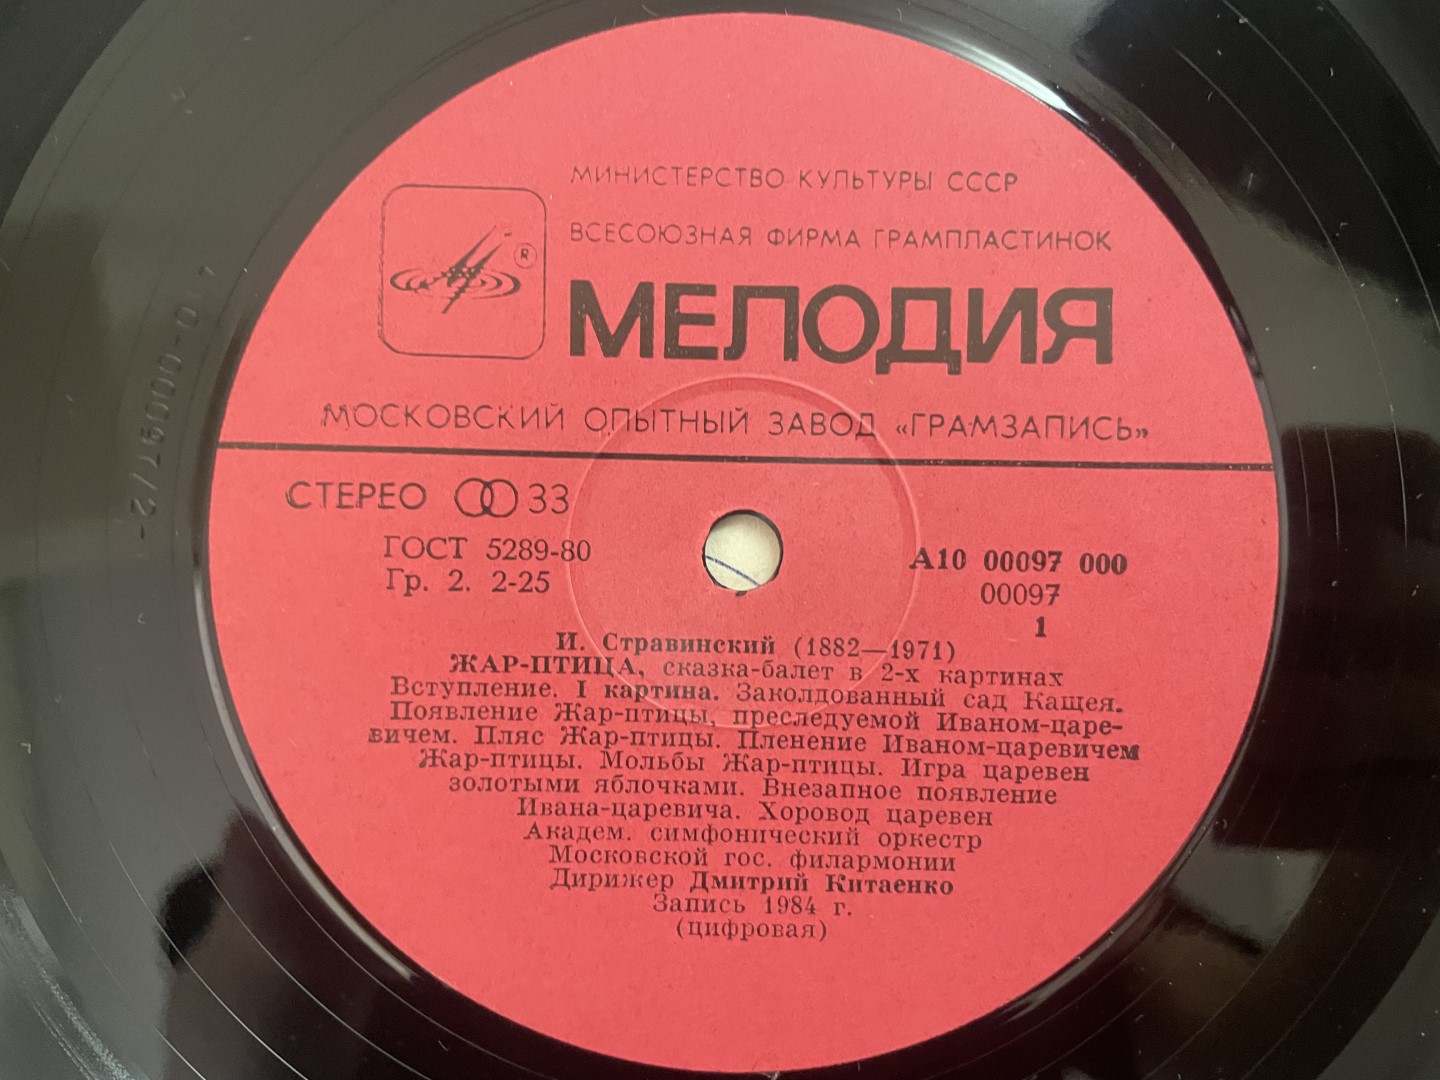 МИНИСТЕРСТВО КУЛЬТУРЫ СССР
ВСЕСОЮЗНАЯ ФИРМА ГРАМПЛАСТИНОК
®
МЕЛОДИЯ
МОСКОВСКИЙ ОПЫТНЫЙ ЗАВОД «ГРАМЗАПИСЬ»
СТЕРЕО 33
ГОСТ 5289-80
Гр. 2. 2-25
А10 00097 000
00097
1
И. Стравинский (1882—1971)
ЖАР-ПТИЦА, сказка-балет в 2-х картинах
Вступление. I картина. Заколдованный сад Кащея.
Появление Жар-птицы, преследуемой Иваном-царе-
вичем. Пляс Жар-птицы. Пленение Иваном-царевичем
Жар-птицы. Мольбы Жар-птицы. Игра царевен
золотыми яблочками. Внезапное появление
Ивана-царевича. Хоровод царевен
Академ. симфонический оркестр
Московской гос. филармонии
Дирижер Дмитрий Китаенко
Запись 1984 г.
(цифровая)